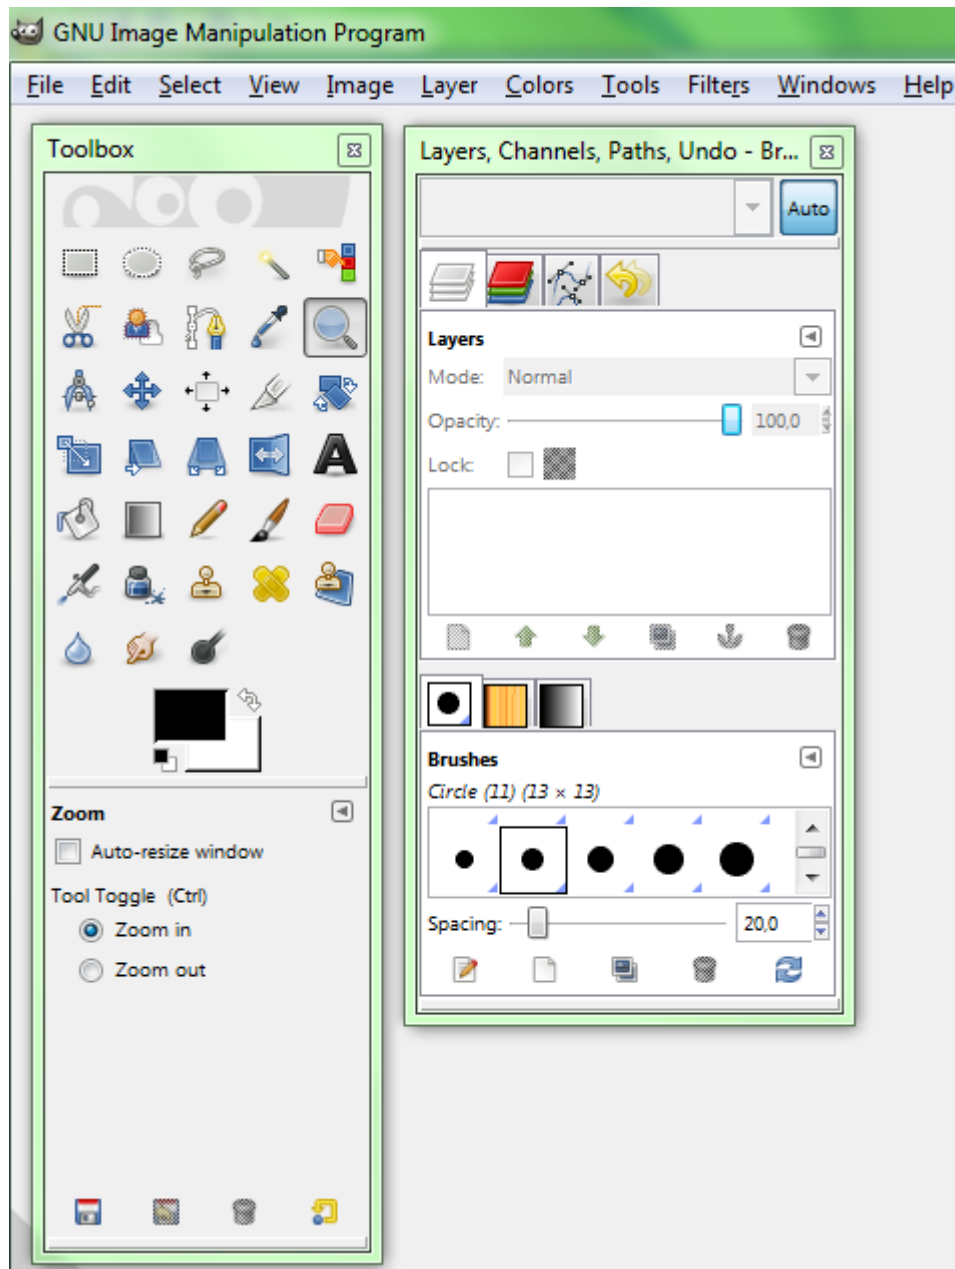 GNU Image Manipulation Program
File Edit Select View Image Layer Colors Tools Filters Windows Help
Toolbox
Zoom
Auto-resize window
Tool Toggle (Ctrl)
Zoom in
Zoom out
Layers, Channels, Paths, Undo - Br...
Auto
Layers
Mode: Normal
Opacity: 100,0
Lock:
Brushes
Circle (11) (13 × 13)
Spacing: 20,0